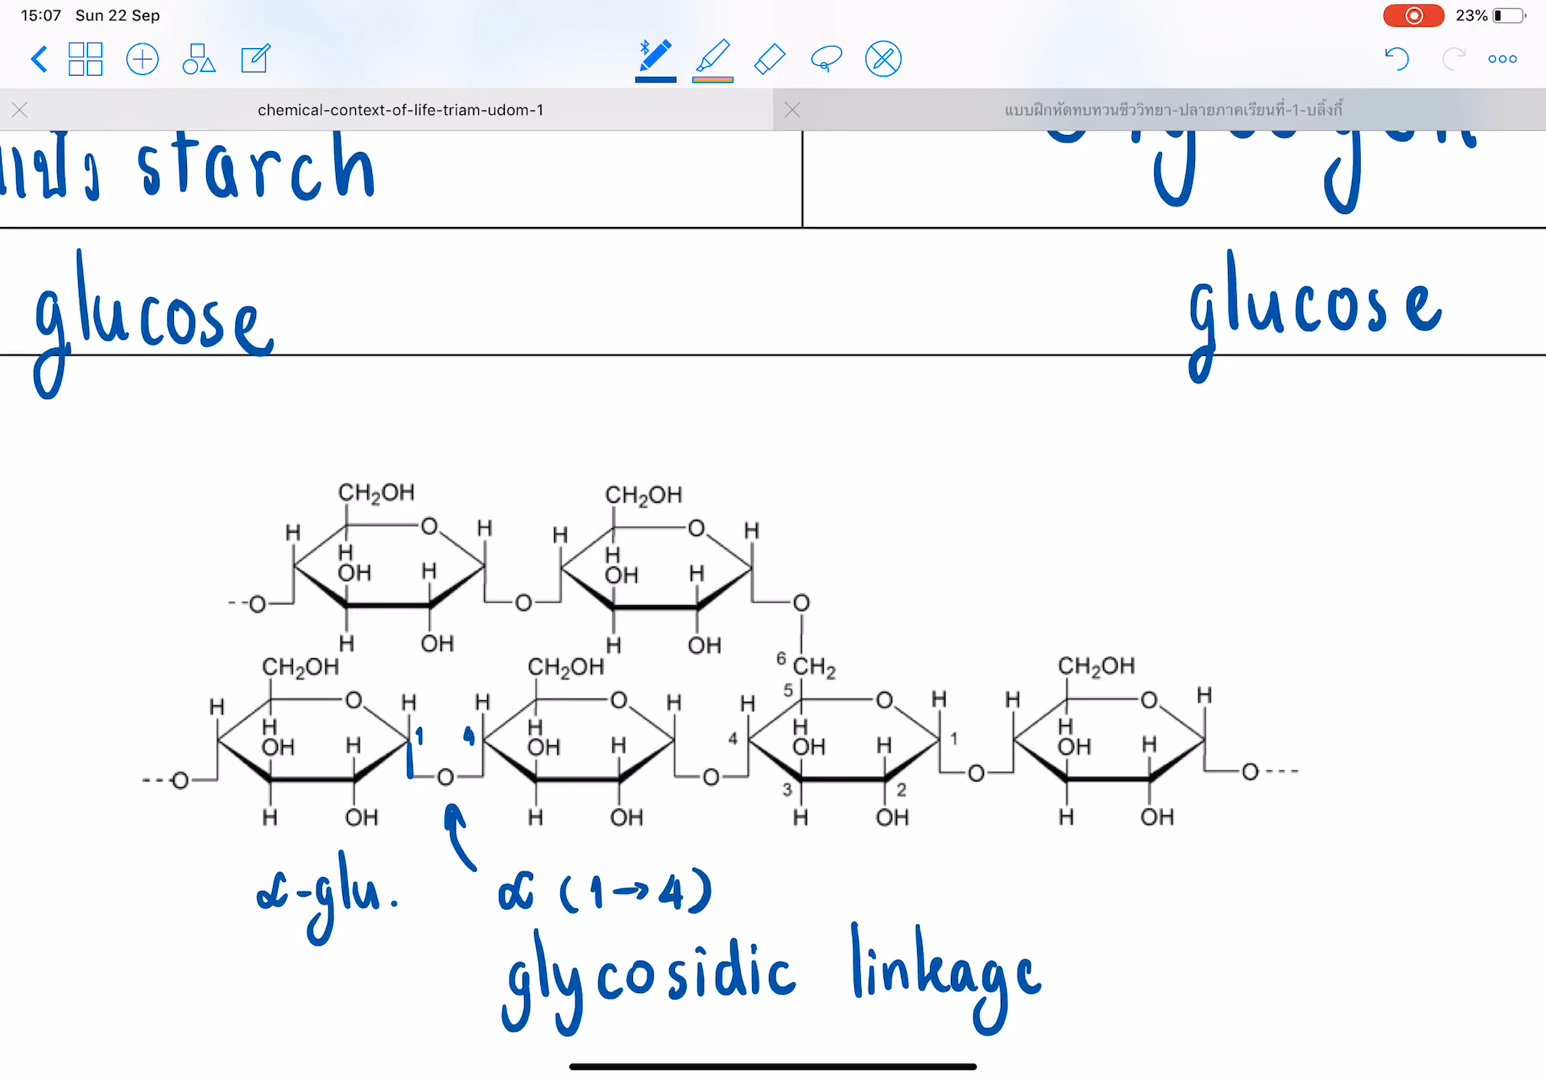 15:07 Sun 22 Sep 23%
chemical-context-of-life-triam-udom-1
แบบฝึกหัดทบทวนชีววิทยา-ปลายภาคเรียนที่-1-บลิ้งกี้
แป้ง starch
glucose glucose
CH₂OH CH₂OH
H O H H O H
H H
OH H OH H
--O O O
H OH H OH
CH₂OH CH₂OH 6 CH₂ CH₂OH
5
H O H H O H H O H H O H
H 1 4 H 4 H 1 H
OH H OH H OH H OH H
---O O O O O---
3 2
H OH H OH H OH H OH
α-glu. α (1→4)
glycosidic linkage